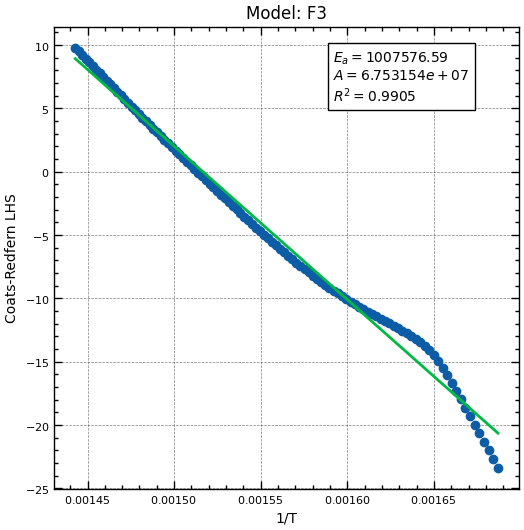 Model: F3
E_a = 1007576.59
A = 6.753154e + 07
R^2 = 0.9905
Coats-Redfern LHS
10
5
0
−5
−10
−15
−20
−25
0.00145 0.00150 0.00155 0.00160 0.00165
1/T